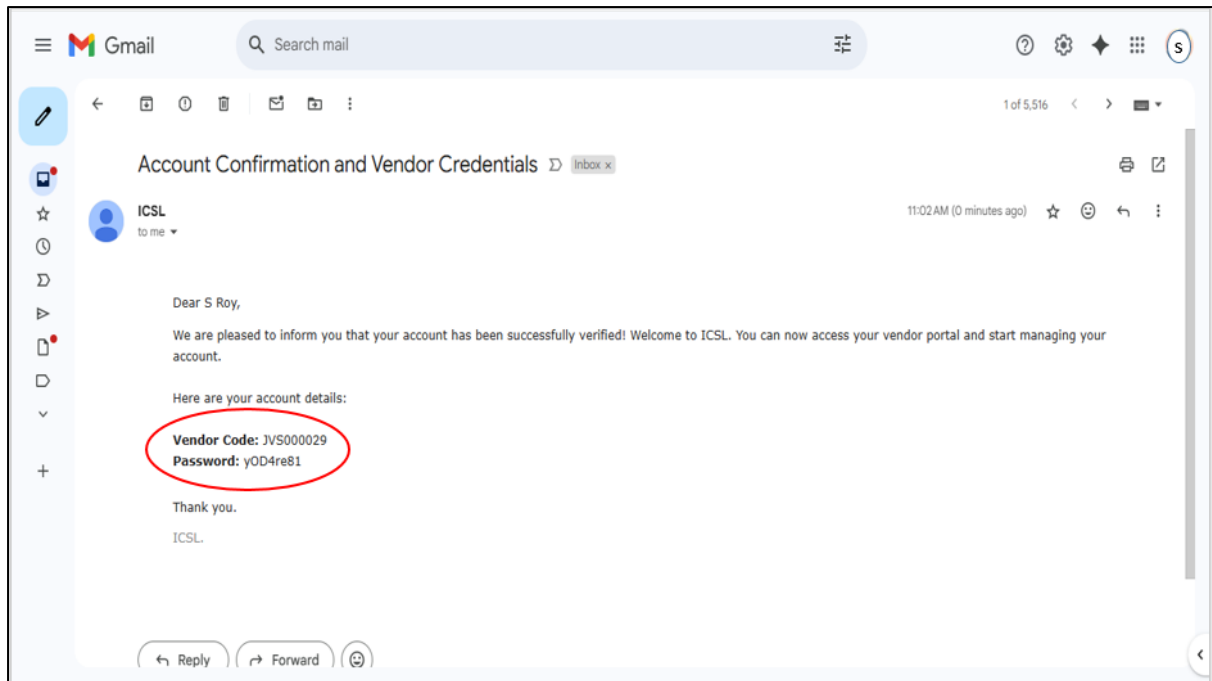 Gmail
Search mail
S
1 of 5,516
Account Confirmation and Vendor Credentials Inbox x
ICSL 11:02 AM (0 minutes ago)
to me
Dear S Roy,
We are pleased to inform you that your account has been successfully verified! Welcome to ICSL. You can now access your vendor portal and start managing your
account.
Here are your account details:
Vendor Code: JVS000029
Password: yOD4re81
Thank you.
ICSL.
Reply Forward